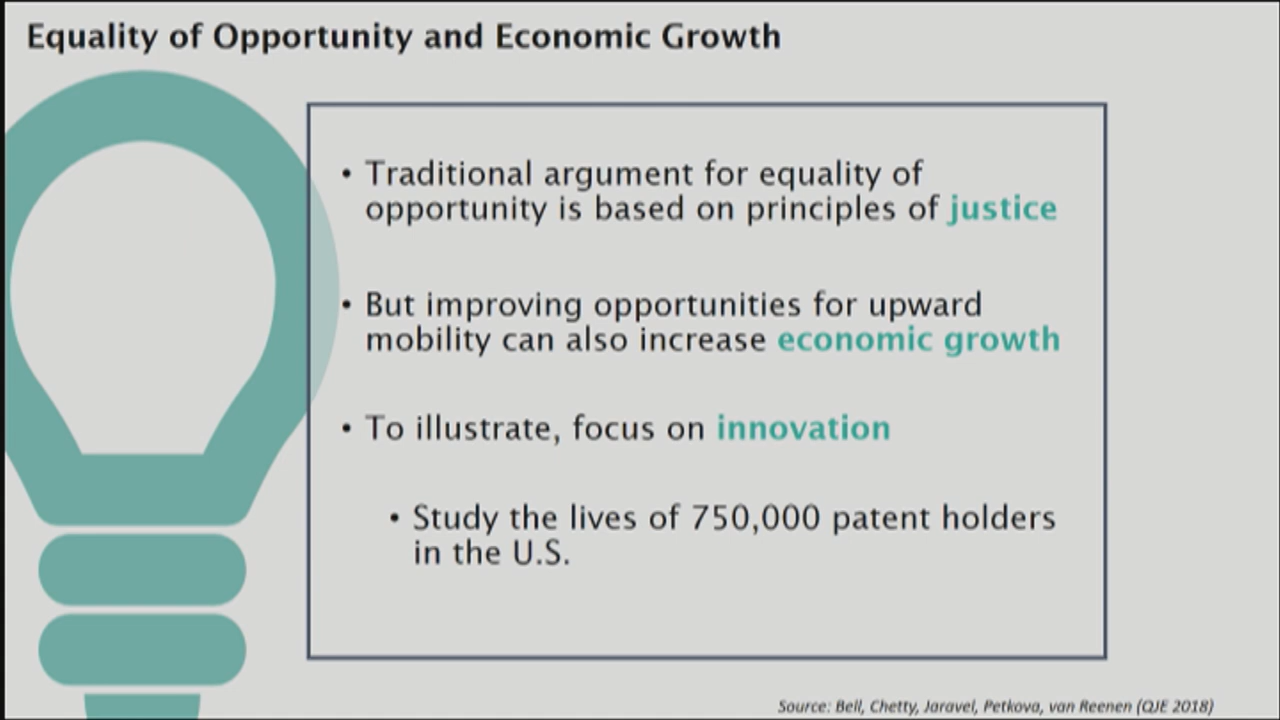 Equality of Opportunity and Economic Growth
• Traditional argument for equality of
opportunity is based on principles of justice
• But improving opportunities for upward
mobility can also increase economic growth
• To illustrate, focus on innovation
• Study the lives of 750,000 patent holders
in the U.S.
Source: Bell, Chetty, Jaravel, Petkova, van Reenen (QJE 2018)